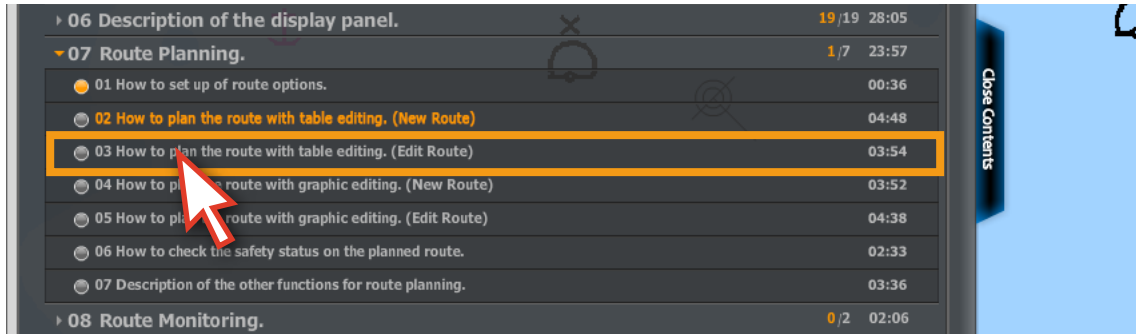 06 Description of the display panel. 19/19 28:05
07 Route Planning. 1/7 23:57
01 How to set up of route options. 00:36
02 How to plan the route with table editing. (New Route) 04:48
03 How to plan the route with table editing. (Edit Route) 03:54
04 How to the route with graphic editing. (New Route) 03:52
05 How to route with graphic editing. (Edit Route) 04:38
06 How to check the safety status on the planned route. 02:33
07 Description of the other functions for route planning. 03:36
08 Route Monitoring. 0/2 02:06
Close Contents